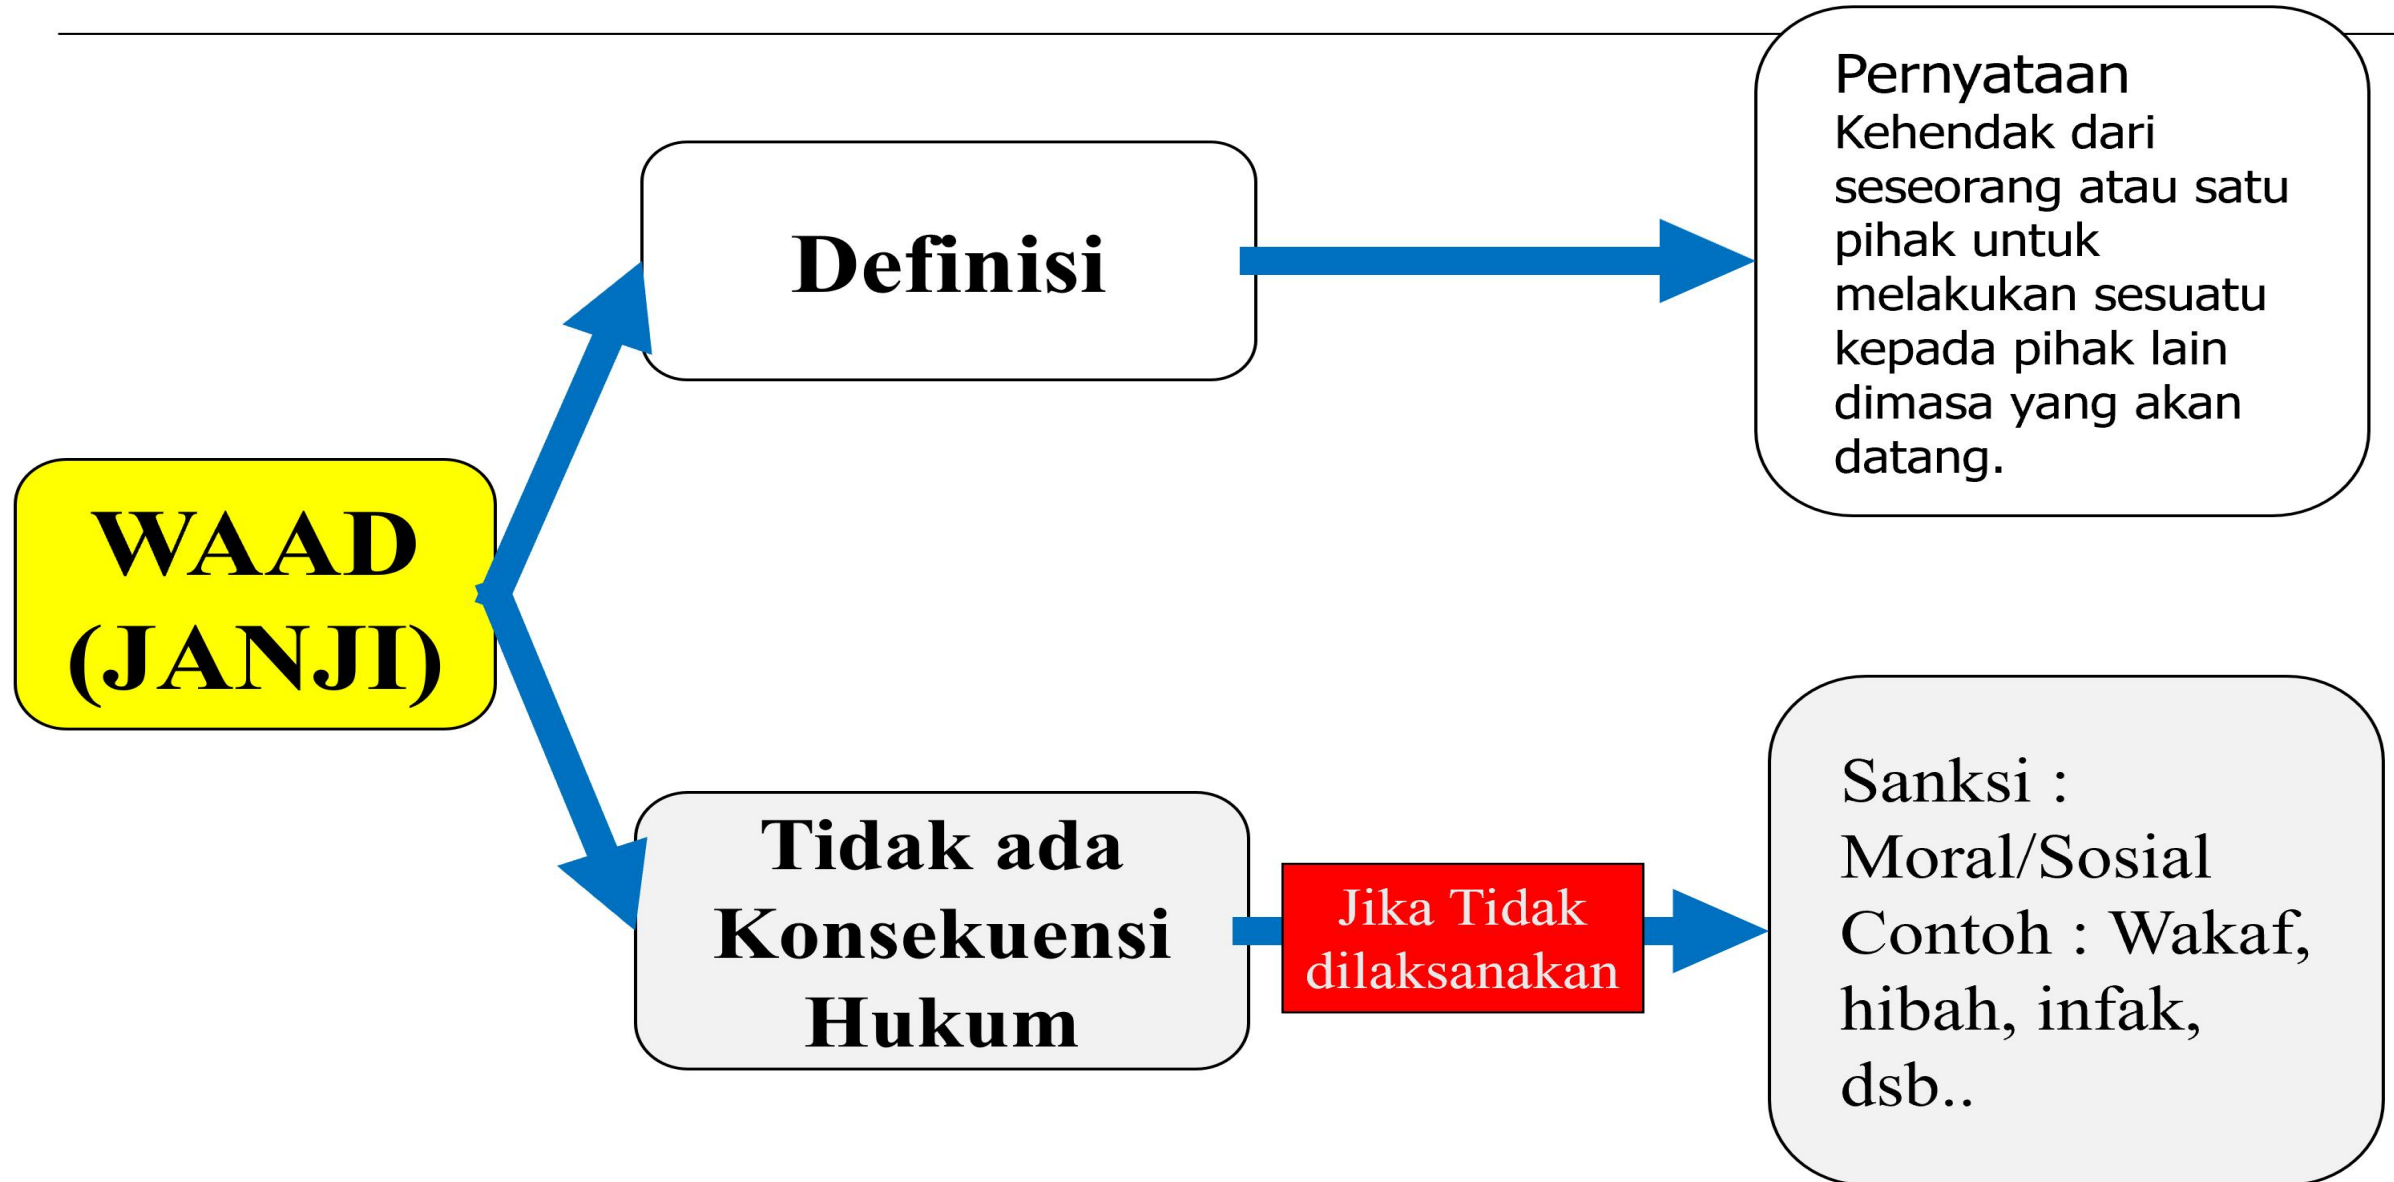 WAAD
(JANJI)
Definisi
Pernyataan
Kehendak dari
seseorang atau satu
pihak untuk
melakukan sesuatu
kepada pihak lain
dimasa yang akan
datang.
Tidak ada
Konsekuensi
Hukum
Jika Tidak
dilaksanakan
Sanksi :
Moral/Sosial
Contoh : Wakaf,
hibah, infak,
dsb..